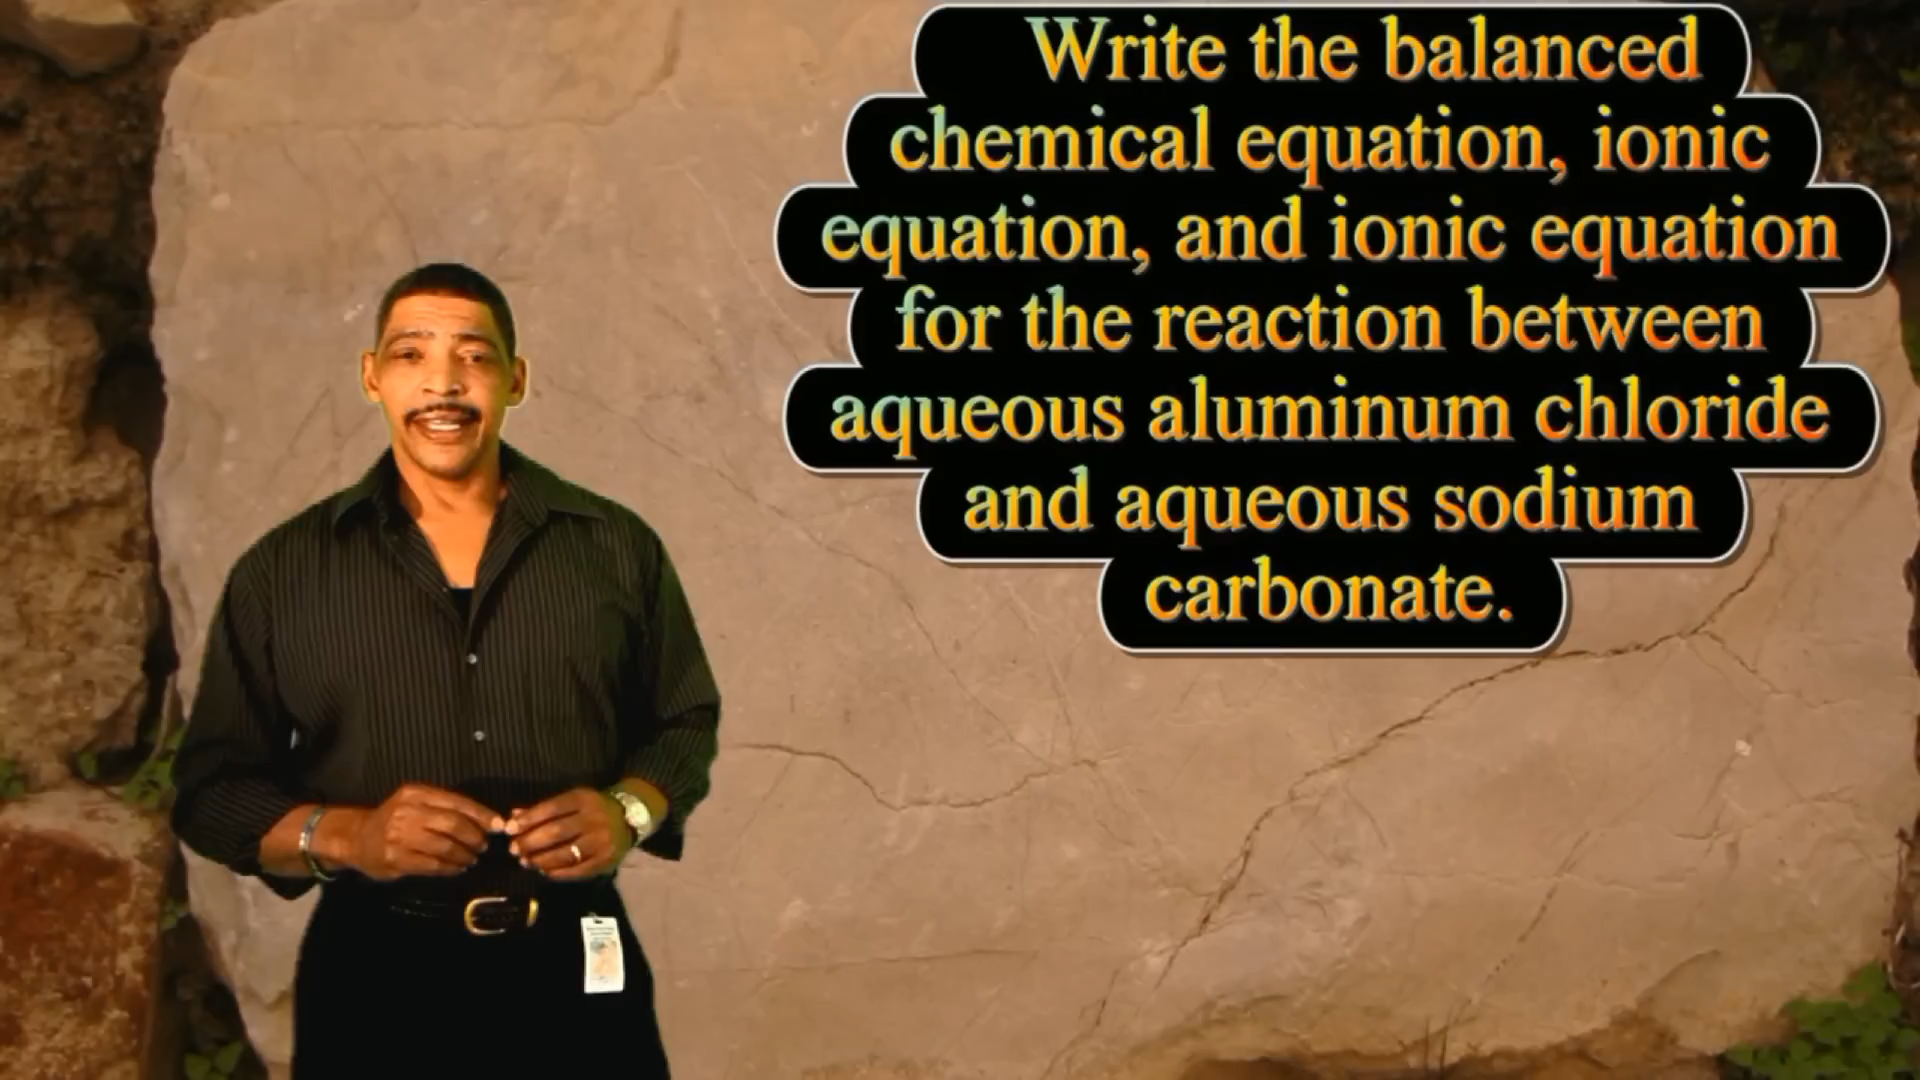 Write the balanced
chemical equation, ionic
equation, and ionic equation
for the reaction between
aqueous aluminum chloride
and aqueous sodium
carbonate.